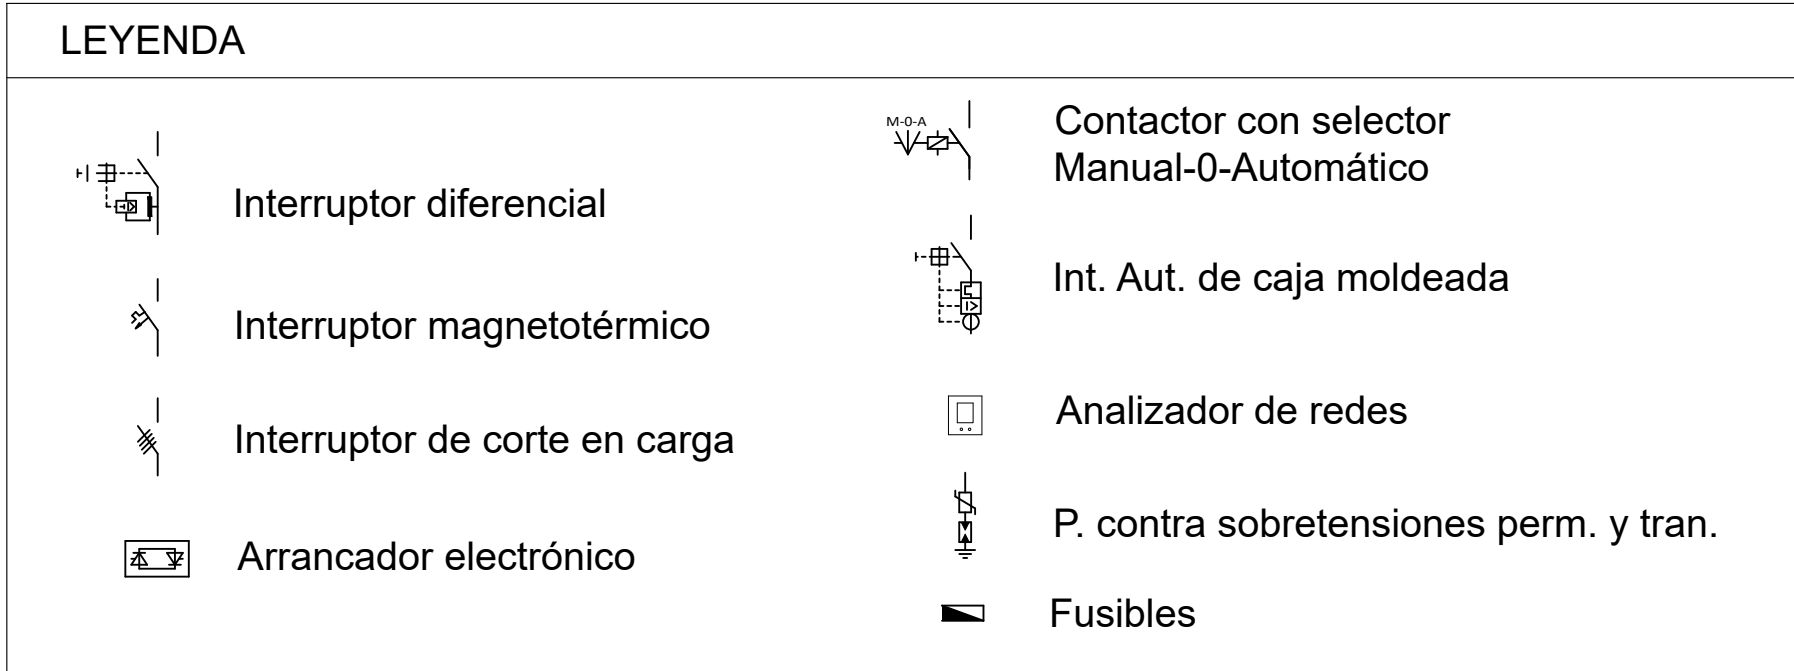 LEYENDA
Interruptor diferencial
Interruptor magnetotérmico
Interruptor de corte en carga
Arrancador electrónico
M-0-A
Contactor con selector
Manual-0-Automático
Int. Aut. de caja moldeada
Analizador de redes
P. contra sobretensiones perm. y tran.
Fusibles